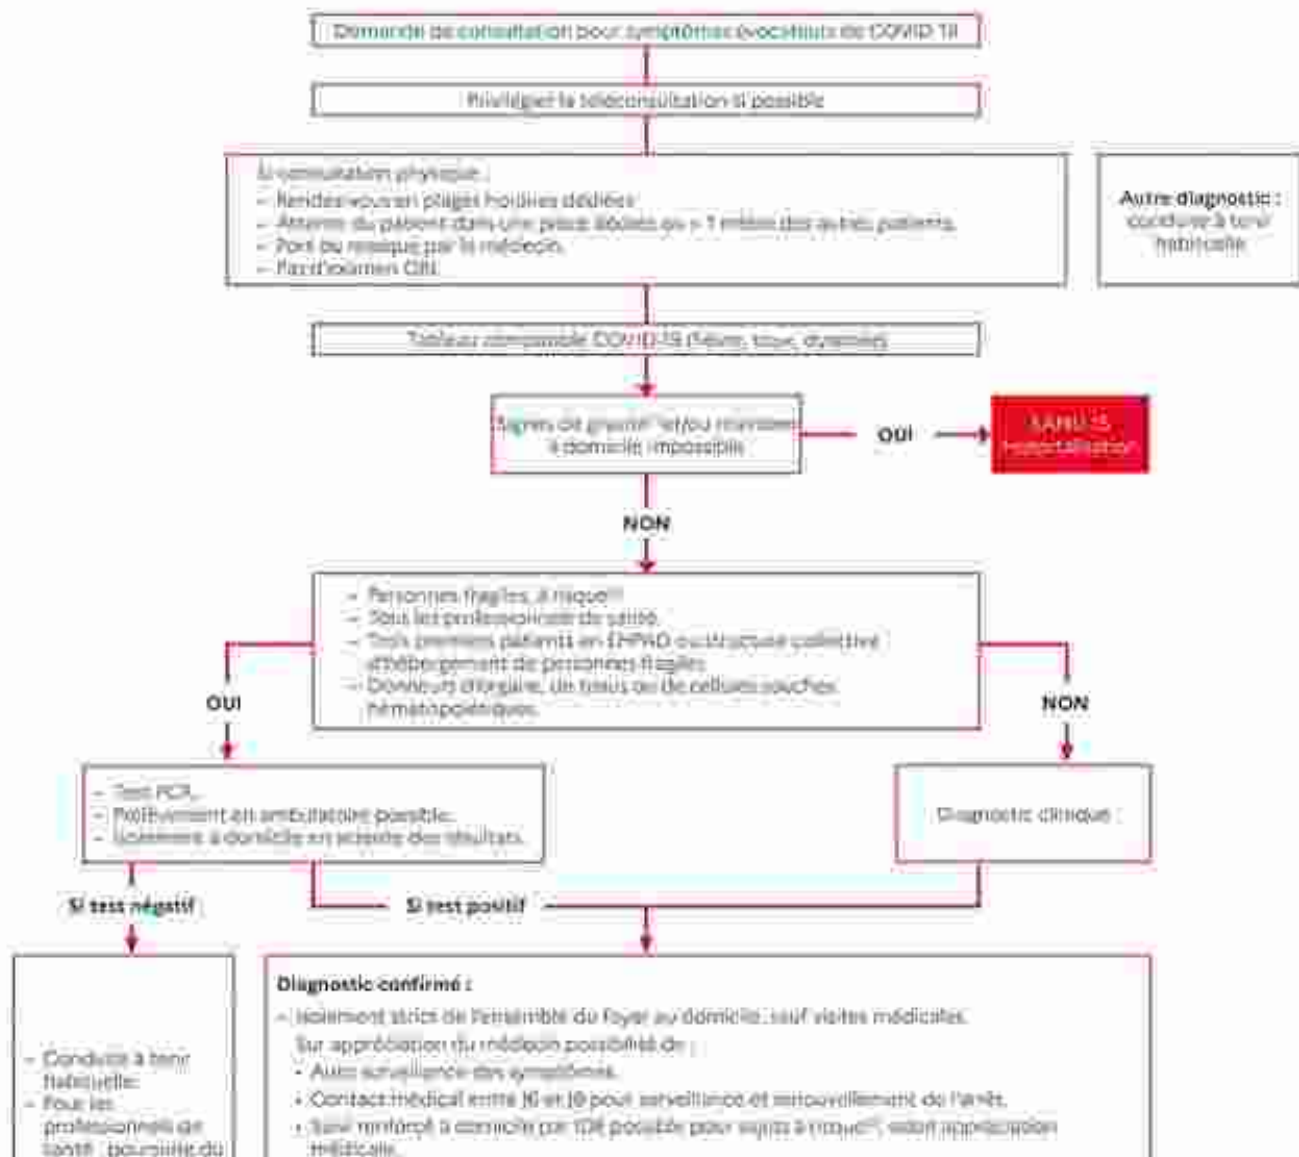 Demande de consultation pour symptômes évocateurs de COVID-19
Privilégier la téléconsultation si possible
Si consultation physique :
– Rendez-vous en plages horaires dédiées
– Attente du patient dans une pièce dédiée ou > 1 mètre des autres patients.
– Port du masque par le médecin.
– Pas d'examen ORL
Autre diagnostic :
conduite à tenir
habituelle
Tableau compatible COVID-19 (fièvre, toux, dyspnée)
Signes de gravité et/ou maintien
à domicile impossible
OUI
SAMU 15
Hospitalisation
NON
– Personnes fragiles, à risque
– Tous les professionnels de santé.
– Trois premiers patients en EHPAD ou structure collective
d'hébergement de personnes fragiles
– Donneurs d'organe, de tissus ou de cellules souches
hématopoïétiques.
OUI
NON
– Test PCR.
– Prélèvement en ambulatoire possible.
– Isolement à domicile en attente des résultats.
Diagnostic clinique :
Si test négatif
Si test positif
– Conduite à tenir
habituelle.
– Pour les
professionnels de
santé : poursuite du
Diagnostic confirmé :
– Isolement strict de l'ensemble du foyer au domicile, sauf visites médicales.
Sur appréciation du médecin possibilité de :
• Auto surveillance des symptômes.
• Contact médical entre J6 et J8 pour surveillance et renouvellement de l'arrêt.
• Suivi renforcé à domicile par IDE possible pour sujets à risque, selon appréciation
médicale.